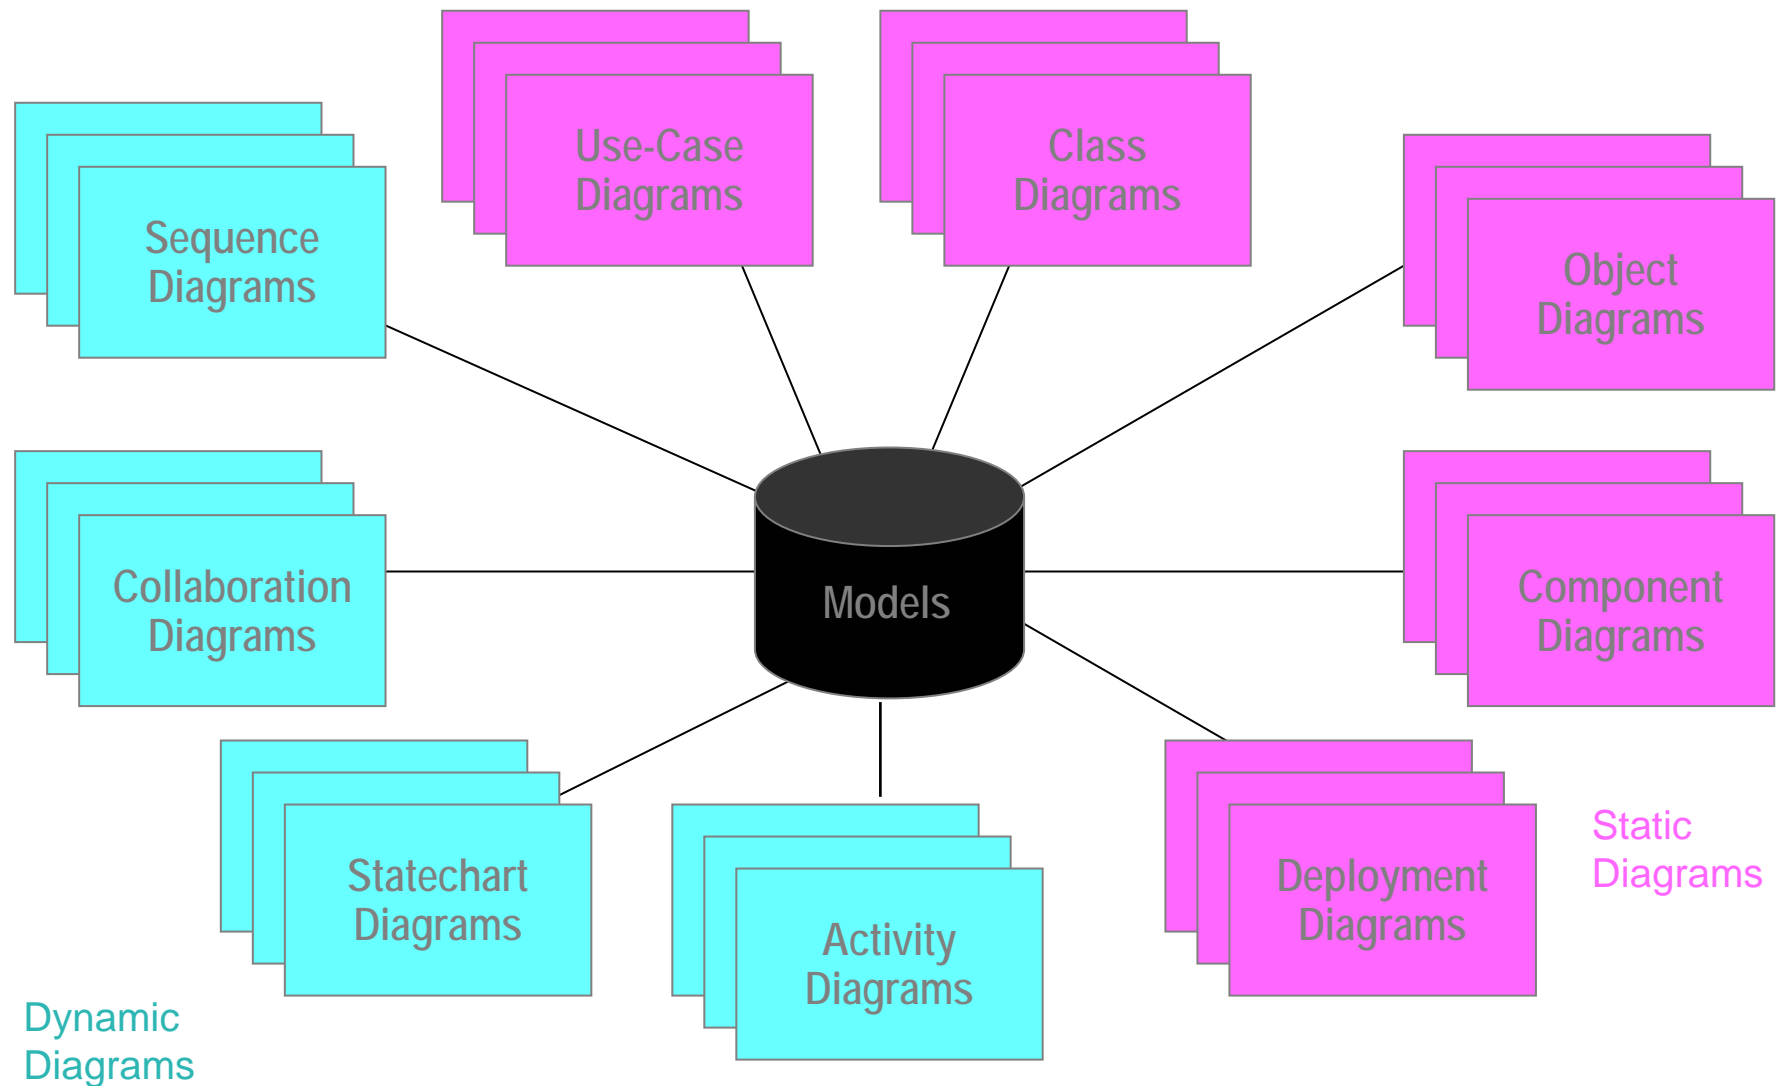 Use-Case
Diagrams
Class
Diagrams
Sequence
Diagrams
Object
Diagrams
Collaboration
Diagrams
Models
Component
Diagrams
Statechart
Diagrams
Activity
Diagrams
Deployment
Diagrams
Static
Diagrams
Dynamic
Diagrams